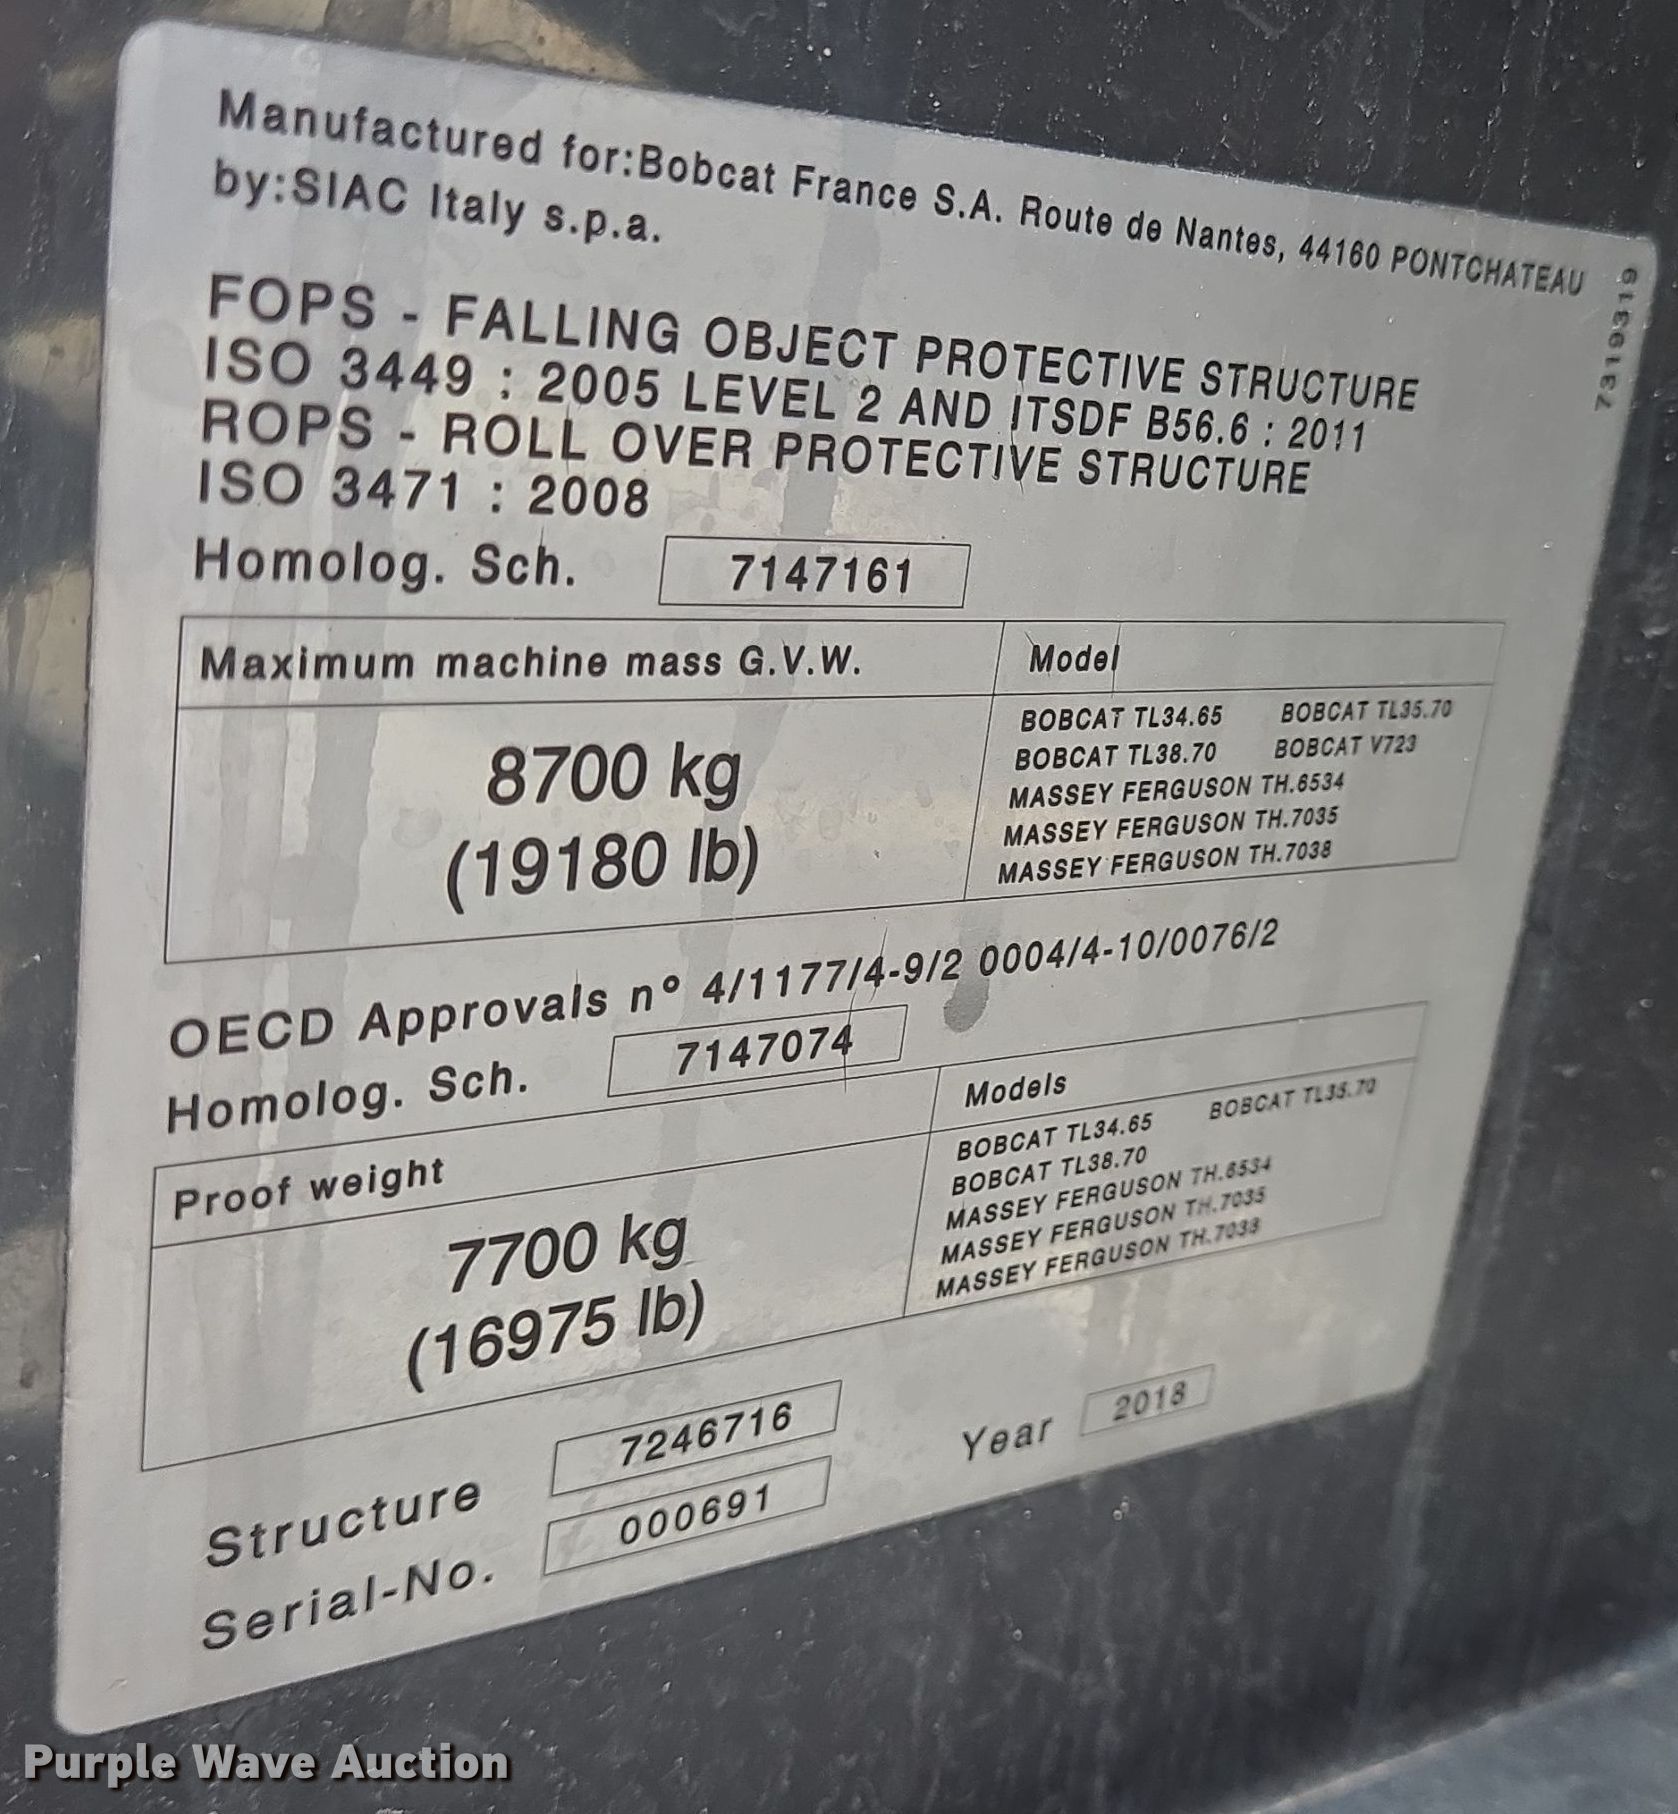 Manufactured for:Bobcat France S.A. Route de Nantes, 44160 PONTCHATEAU
by:SIAC Italy s.p.a.
7319319
FOPS - FALLING OBJECT PROTECTIVE STRUCTURE
ISO 3449 : 2005 LEVEL 2 AND ITSDF B56.6 : 2011
ROPS - ROLL OVER PROTECTIVE STRUCTURE
ISO 3471 : 2008
Homolog. Sch. 7147161
Maximum machine mass G.V.W. Model
8700 kg
(19180 lb)
BOBCAT TL34.65 BOBCAT TL35.70
BOBCAT TL38.70 BOBCAT V723
MASSEY FERGUSON TH.6534
MASSEY FERGUSON TH.7035
MASSEY FERGUSON TH.7038
OECD Approvals n° 4/1177/4-9/2 0004/4-10/0076/2
Homolog. Sch. 7147074
Proof weight Models
7700 kg
(16975 lb)
BOBCAT TL34.65 BOBCAT TL35.70
BOBCAT TL38.70
MASSEY FERGUSON TH.6534
MASSEY FERGUSON TH.7035
MASSEY FERGUSON TH.7038
Structure 7246716 Year 2018
Serial-No. 000691
Purple Wave Auction